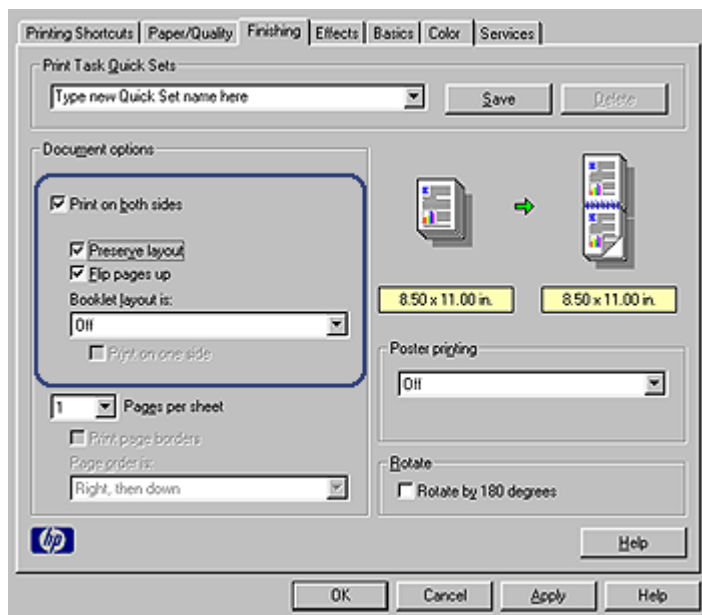 Printing Shortcuts Paper/Quality Finishing Effects Basics Color Services
Print Task Quick Sets
Type new Quick Set name here
Save
Delete
Document options
Print on both sides
Preserve layout
Flip pages up
Booklet layout is:
Off
Print on one side
1 Pages per sheet
Print page borders
Page order is:
Right, then down
8.50 x 11.00 in.
8.50 x 11.00 in.
Poster printing
Off
Rotate
Rotate by 180 degrees
hp
Help
OK
Cancel
Apply
Help